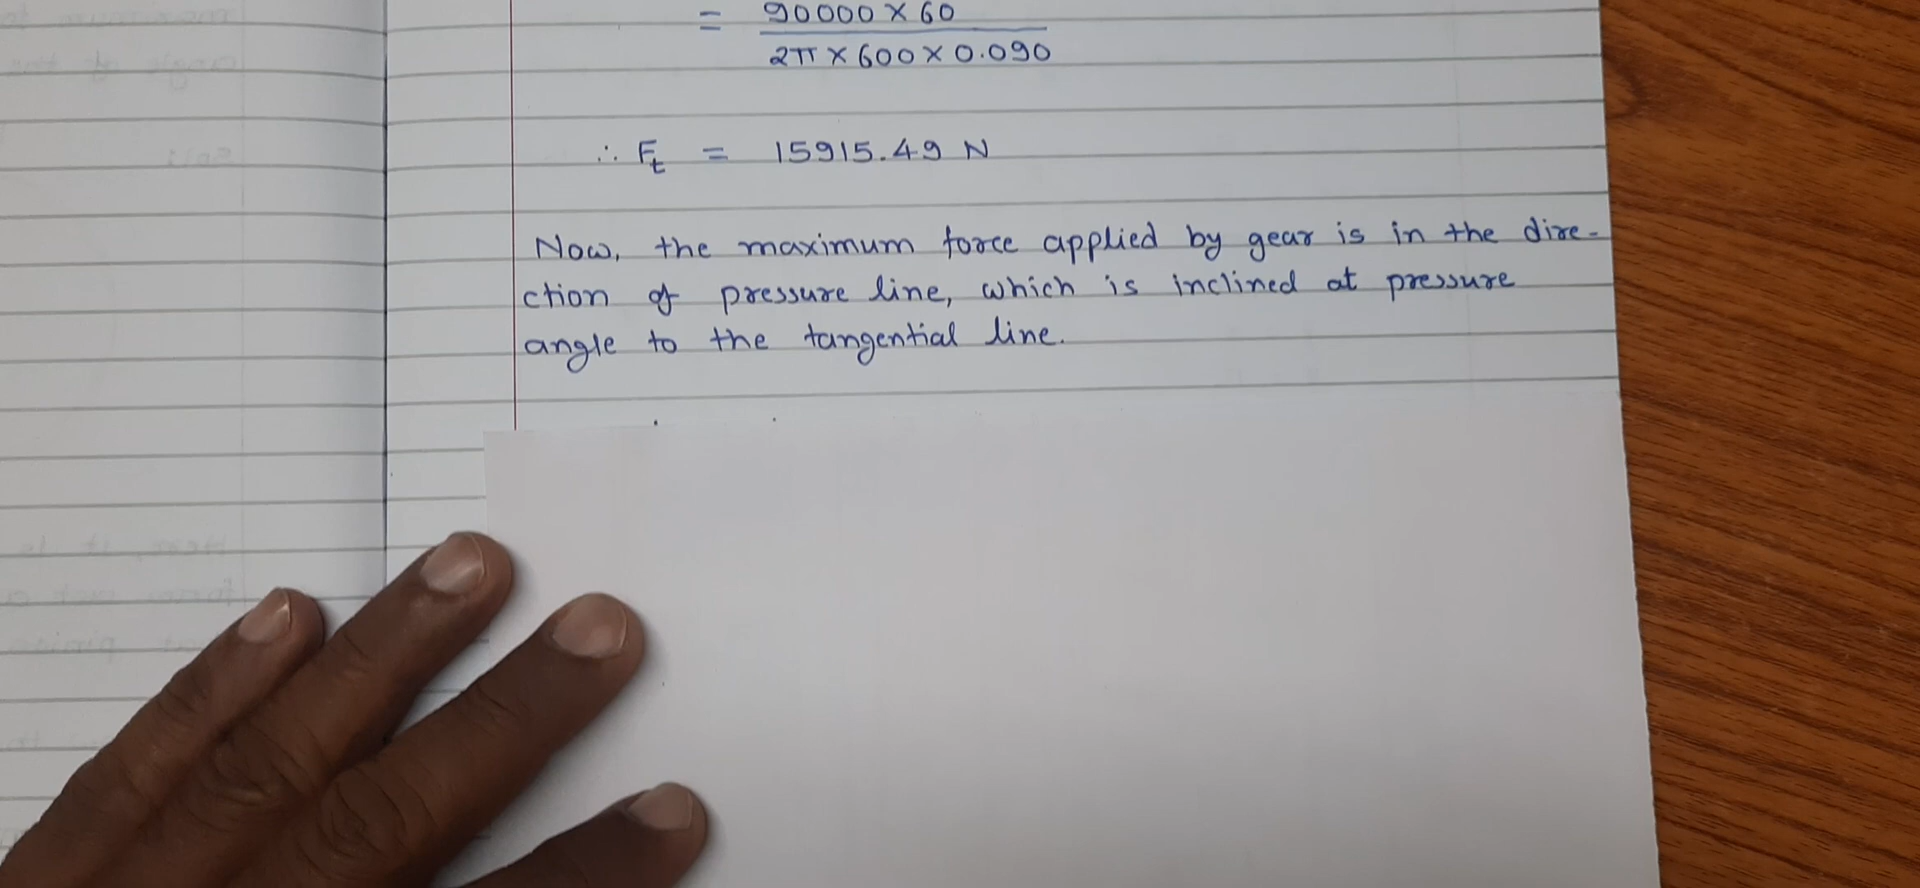 = 90000 × 60
2π × 600 × 0.090
∴ Ft = 15915.49 N
Now, the maximum force applied by gear is in the dire-
ction of pressure line, which is inclined at pressure
angle to the tangential line.